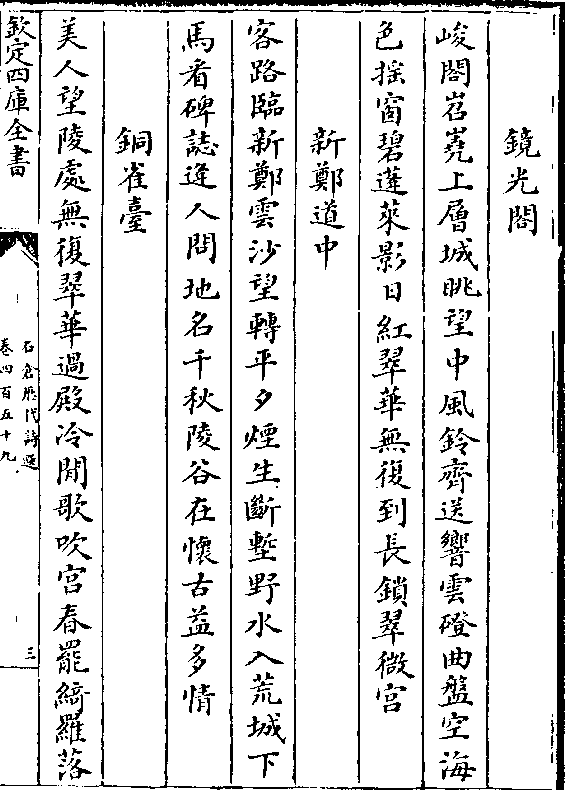 鏡光閣
峻閣岧嶤上層城眺望中風鈴齊送響雲磴曲盤空海
色搖窗碧蓬萊影日紅翠華無復到長鎖翠微宮
新鄭道中
客路臨新鄭雲沙望轉平夕煙生斷塹野水入荒城下
馬看碑誌逢人問地名千秋陵谷在懷古益多情
銅雀臺
美人望陵處無復翠華過殿冷閒歌吹宮春罷綺羅落
欽定四庫全書
石倉歷代詩選
卷四百五十九
三